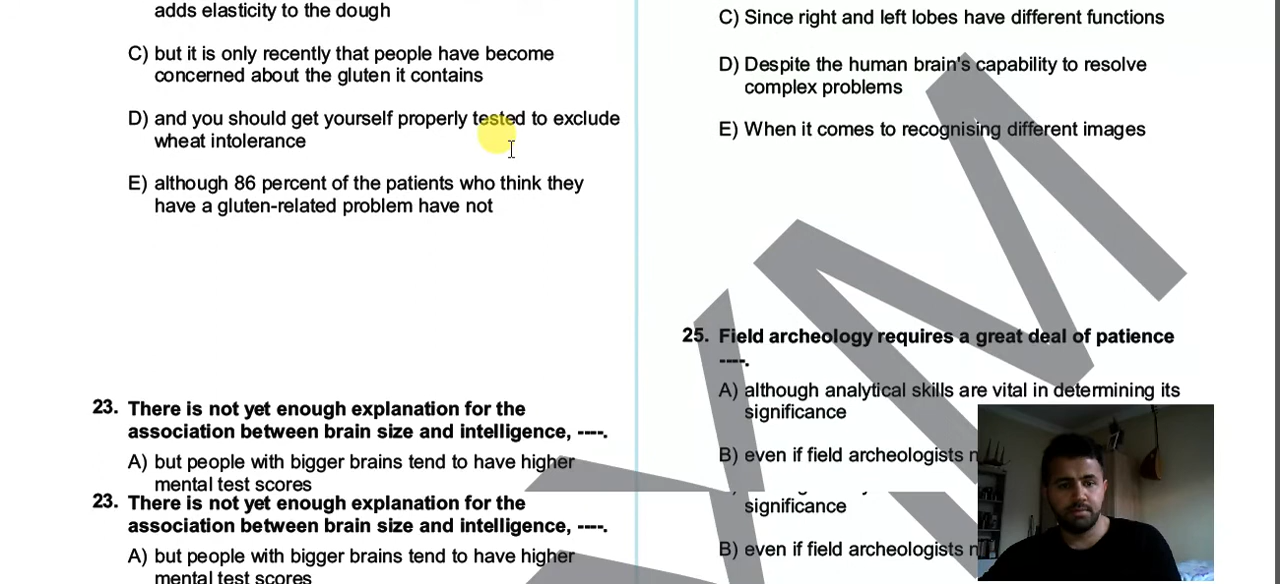 adds elasticity to the dough
C) but it is only recently that people have become
concerned about the gluten it contains
D) and you should get yourself properly tested to exclude
wheat intolerance
E) although 86 percent of the patients who think they
have a gluten-related problem have not
23. There is not yet enough explanation for the
association between brain size and intelligence, ----.
A) but people with bigger brains tend to have higher
mental test scores
23. There is not yet enough explanation for the
association between brain size and intelligence, ----.
A) but people with bigger brains tend to have higher
mental test scores
C) Since right and left lobes have different functions
D) Despite the human brain's capability to resolve
complex problems
E) When it comes to recognising different images
25. Field archeology requires a great deal of patience
----.
A) although analytical skills are vital in determining its
significance
B) even if field archeologists
significance
B) even if field archeologists